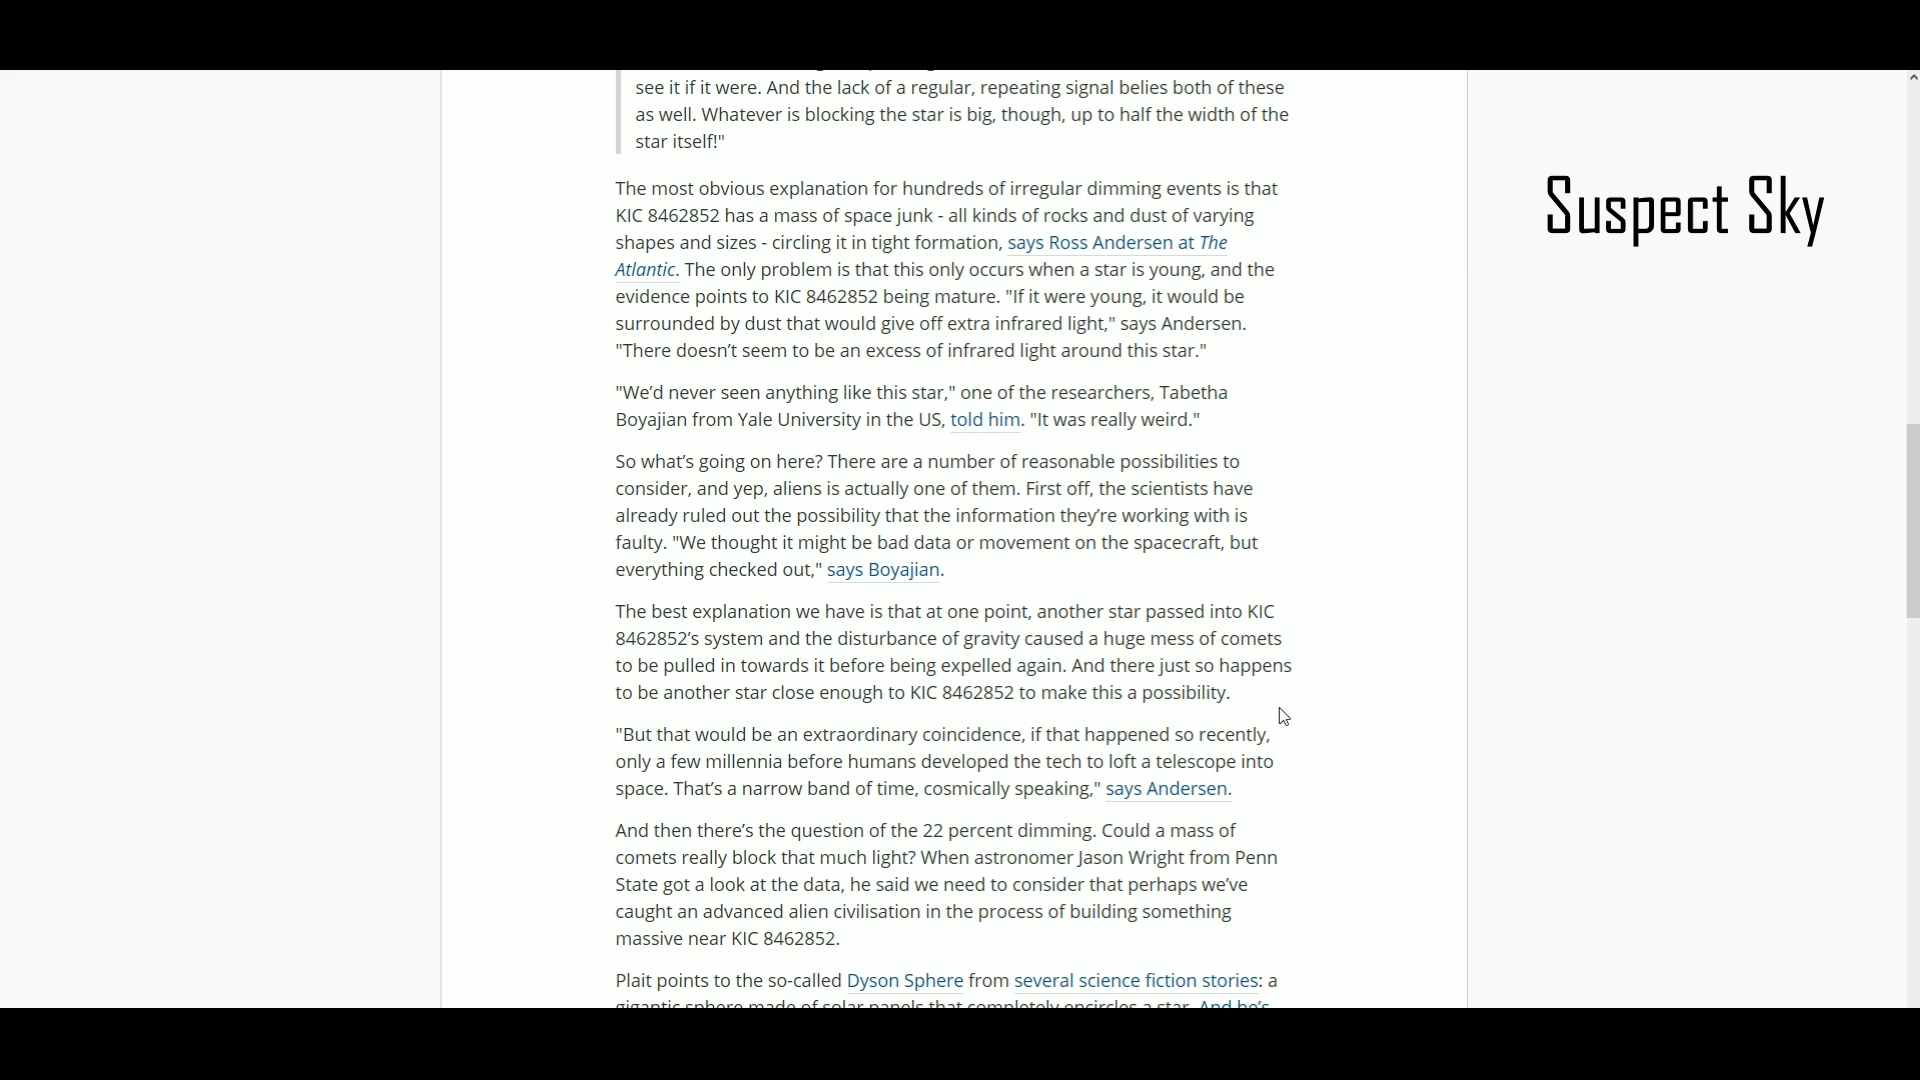 see it if it were. And the lack of a regular, repeating signal belies both of these
as well. Whatever is blocking the star is big, though, up to half the width of the
star itself!"
Suspect Sky
The most obvious explanation for hundreds of irregular dimming events is that
KIC 8462852 has a mass of space junk - all kinds of rocks and dust of varying
shapes and sizes - circling it in tight formation, says Ross Andersen at The
Atlantic. The only problem is that this only occurs when a star is young, and the
evidence points to KIC 8462852 being mature. "If it were young, it would be
surrounded by dust that would give off extra infrared light," says Andersen.
"There doesn’t seem to be an excess of infrared light around this star."
"We’d never seen anything like this star," one of the researchers, Tabetha
Boyajian from Yale University in the US, told him. "It was really weird."
So what’s going on here? There are a number of reasonable possibilities to
consider, and yep, aliens is actually one of them. First off, the scientists have
already ruled out the possibility that the information they’re working with is
faulty. "We thought it might be bad data or movement on the spacecraft, but
everything checked out," says Boyajian.
The best explanation we have is that at one point, another star passed into KIC
8462852’s system and the disturbance of gravity caused a huge mess of comets
to be pulled in towards it before being expelled again. And there just so happens
to be another star close enough to KIC 8462852 to make this a possibility.
"But that would be an extraordinary coincidence, if that happened so recently,
only a few millennia before humans developed the tech to loft a telescope into
space. That’s a narrow band of time, cosmically speaking," says Andersen.
And then there’s the question of the 22 percent dimming. Could a mass of
comets really block that much light? When astronomer Jason Wright from Penn
State got a look at the data, he said we need to consider that perhaps we’ve
caught an advanced alien civilisation in the process of building something
massive near KIC 8462852.
Plait points to the so-called Dyson Sphere from several science fiction stories: a
gigantic sphere made of solar panels that completely encircles a star. And he’s